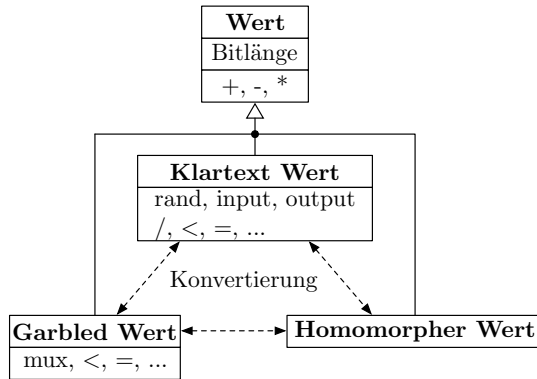 Wert
Bitlänge
+, -, *
Klartext Wert
rand, input, output
/, <, =, ...
Konvertierung
Garbled Wert
mux, <, =, ...
Homomorpher Wert